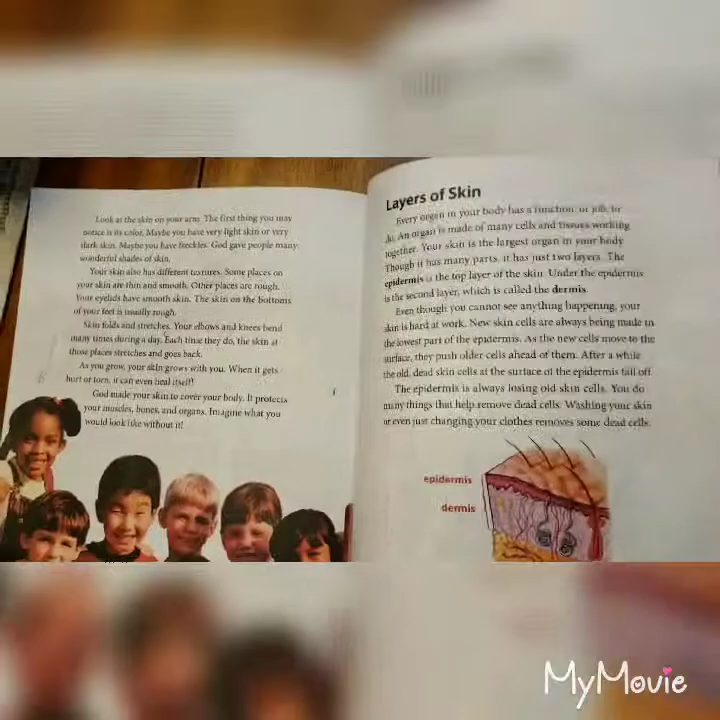 Look at the skin on your arm. The first thing you may
notice is its color. Maybe you have very light skin or very
dark skin. Maybe you have freckles. God gave people many
wonderful shades of skin.
Your skin also has different textures. Some places on
your skin are thin and smooth. Other places are rough.
Your eyelids have smooth skin. The skin on the bottoms
of your feet is usually rough.
Skin folds and stretches. Your elbows and knees bend
many times during a day. Each time they do, the skin at
those places stretches and goes back.
As you grow, your skin grows with you. When it gets
hurt or torn, it can even heal itself!
God made your skin to cover your body. It protects
your muscles, bones, and organs. Imagine what you
would look like without it!
Layers of Skin
Every organ in your body has a function, or job, to
do. An organ is made of many cells and tissues working
together. Your skin is the largest organ in your body.
Though it has many parts, it has just two layers. The
epidermis is the top layer of the skin. Under the epidermis
is the second layer, which is called the dermis.
Even though you cannot see anything happening, your
skin is hard at work. New skin cells are always being made in
the lowest part of the epidermis. As the new cells move to the
surface, they push older cells ahead of them. After a while
the old, dead skin cells at the surface of the epidermis fall off.
The epidermis is always losing old skin cells. You do
many things that help remove dead cells. Washing your skin
or even just changing your clothes removes some dead cells.
epidermis
dermis
MyMovie